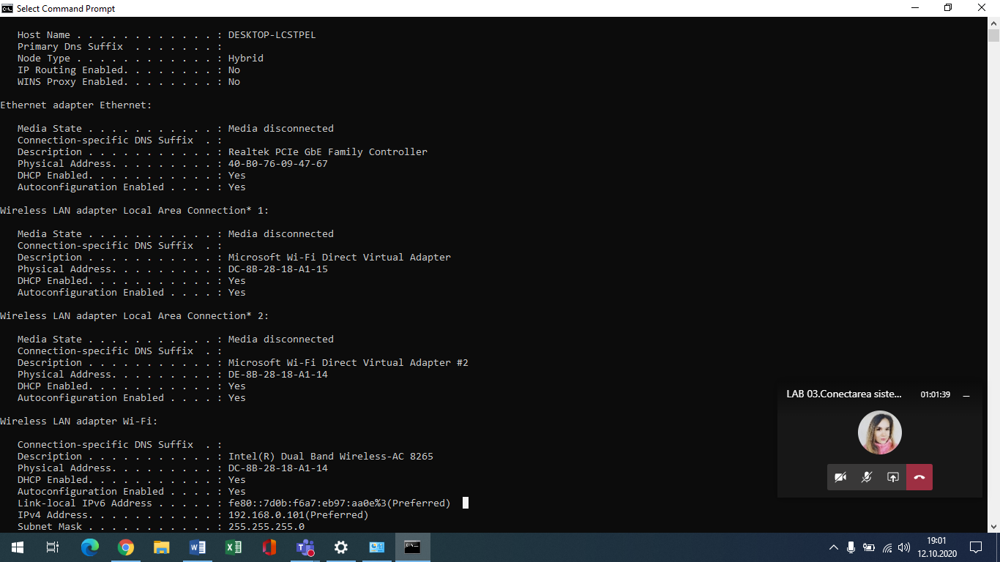 Select Command Prompt
Host Name . . . . . . . . . . . . : DESKTOP-LCSTPEL
Primary Dns Suffix  . . . . . . . :
Node Type . . . . . . . . . . . . : Hybrid
IP Routing Enabled. . . . . . . . : No
WINS Proxy Enabled. . . . . . . . : No
Ethernet adapter Ethernet:
Media State . . . . . . . . . . . : Media disconnected
Connection-specific DNS Suffix  . :
Description . . . . . . . . . . . : Realtek PCIe GbE Family Controller
Physical Address. . . . . . . . . : 40-B0-76-09-47-67
DHCP Enabled. . . . . . . . . . . : Yes
Autoconfiguration Enabled . . . . : Yes
Wireless LAN adapter Local Area Connection* 1:
Media State . . . . . . . . . . . : Media disconnected
Connection-specific DNS Suffix  . :
Description . . . . . . . . . . . : Microsoft Wi-Fi Direct Virtual Adapter
Physical Address. . . . . . . . . : DC-8B-28-18-A1-15
DHCP Enabled. . . . . . . . . . . : Yes
Autoconfiguration Enabled . . . . : Yes
Wireless LAN adapter Local Area Connection* 2:
Media State . . . . . . . . . . . : Media disconnected
Connection-specific DNS Suffix  . :
Description . . . . . . . . . . . : Microsoft Wi-Fi Direct Virtual Adapter #2
Physical Address. . . . . . . . . : DE-8B-28-18-A1-14
DHCP Enabled. . . . . . . . . . . : Yes
Autoconfiguration Enabled . . . . : Yes
Wireless LAN adapter Wi-Fi:
Connection-specific DNS Suffix  . :
Description . . . . . . . . . . . : Intel(R) Dual Band Wireless-AC 8265
Physical Address. . . . . . . . . : DC-8B-28-18-A1-14
DHCP Enabled. . . . . . . . . . . : Yes
Autoconfiguration Enabled . . . . : Yes
Link-local IPv6 Address . . . . . : fe80::7d0b:f6a7:eb97:aa0e%3(Preferred)
IPv4 Address. . . . . . . . . . . : 192.168.0.101(Preferred)
Subnet Mask . . . . . . . . . . . : 255.255.255.0
LAB 03.Conectarea siste... 01:01:39
19:01
12.10.2020